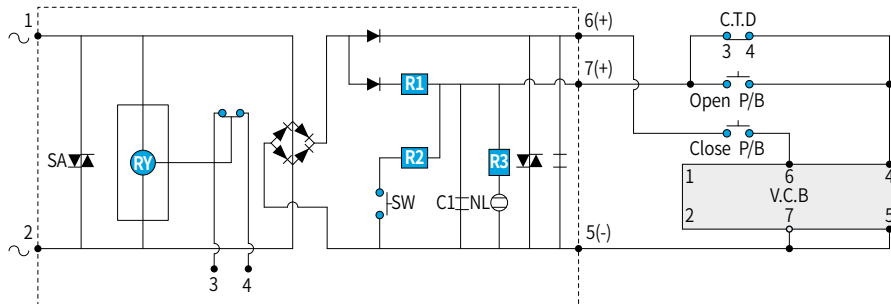 1
6(+)
C.T.D
3 4
7(+)
R1
Open P/B
SA
RY
R2
R3
Close P/B
SW
C1
NL
1
6
4
V.C.B
2
7
5
2
5(-)
3
4